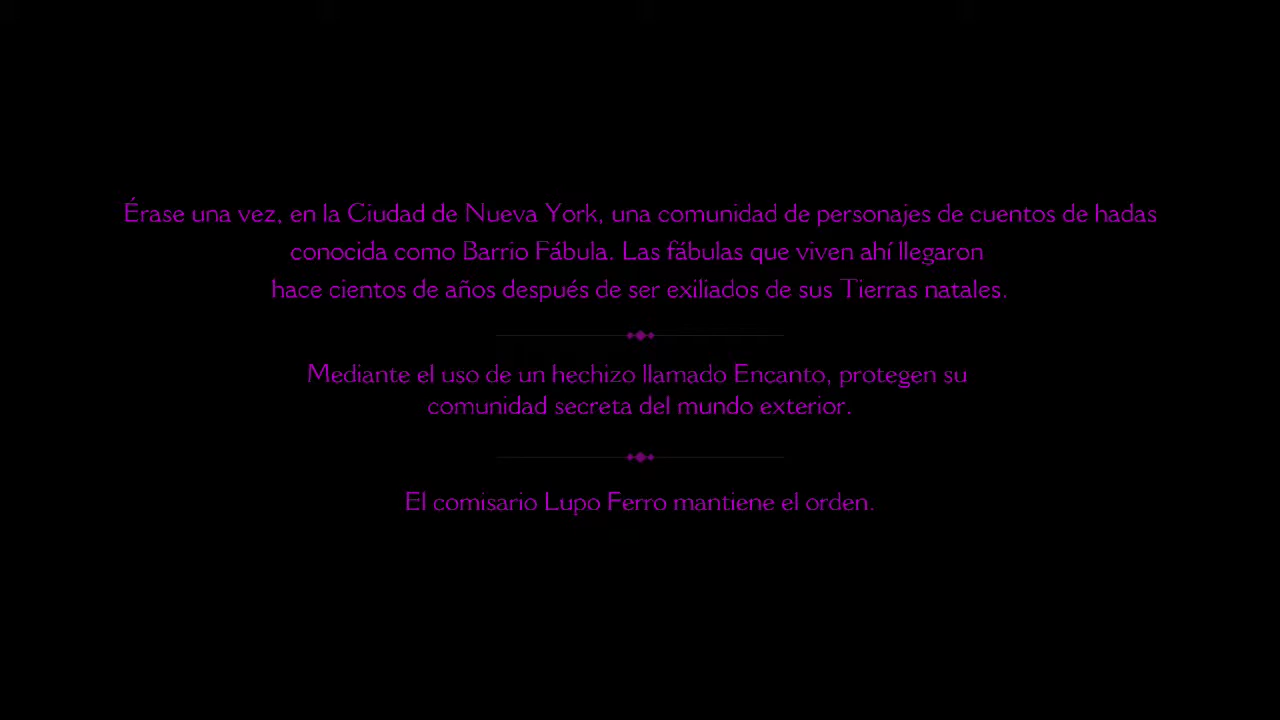 Érase una vez, en la Ciudad de Nueva York, una comunidad de personajes de cuentos de hadas
conocida como Barrio Fábula. Las fábulas que viven ahí llegaron
hace cientos de años después de ser exiliados de sus Tierras natales.
Mediante el uso de un hechizo llamado Encanto, protegen su
comunidad secreta del mundo exterior.
El comisario Lupo Ferro mantiene el orden.